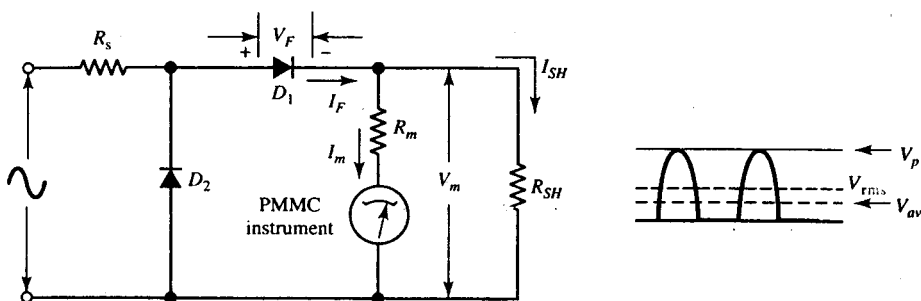 R_s
V_F
+ −
D_1
I_F
I_SH
R_m
I_m
D_2
V_m
R_SH
PMMC
instrument
V_p
V_rms
V_av